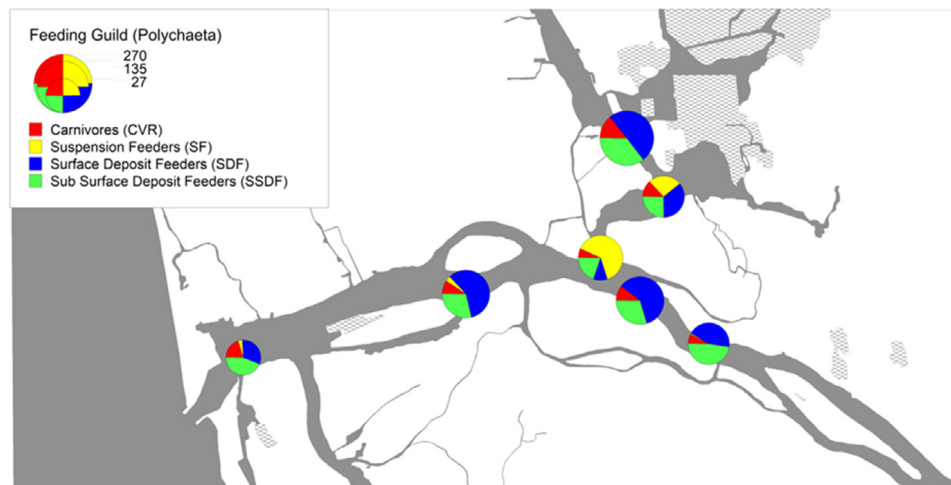 Feeding Guild (Polychaeta)
270
135
27
Carnivores (CVR)
Suspension Feeders (SF)
Surface Deposit Feeders (SDF)
Sub Surface Deposit Feeders (SSDF)